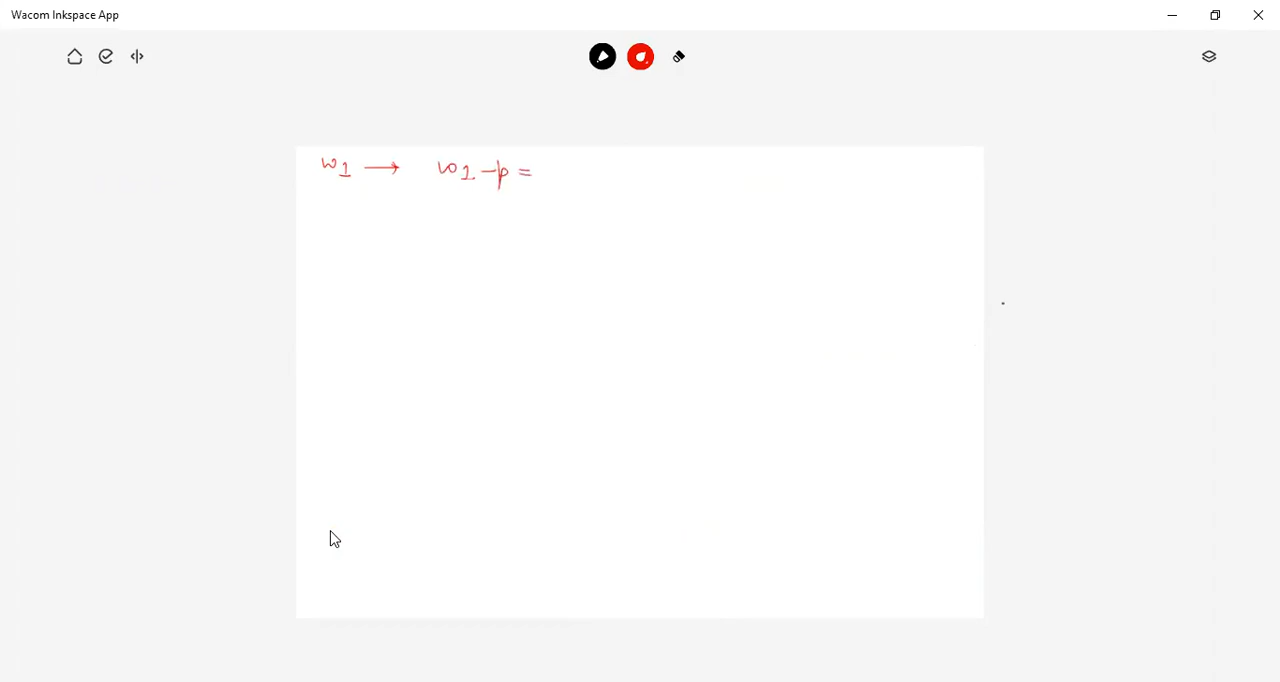 Wacom Inkspace App
w1 → w1-p =